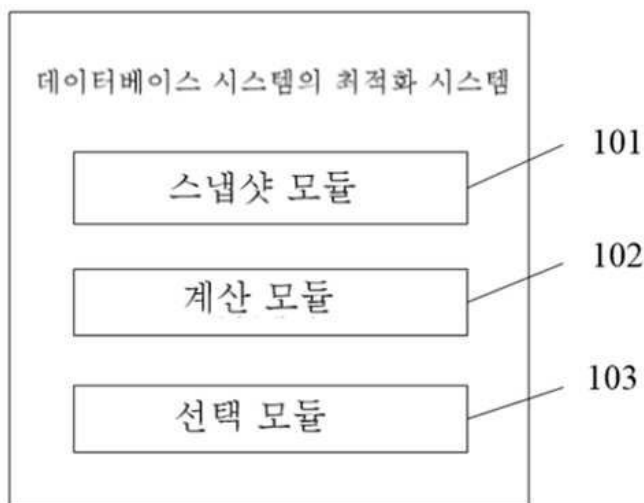 데이터베이스 시스템의 최적화 시스템
101
스냅샷 모듈
102
계산 모듈
103
선택 모듈